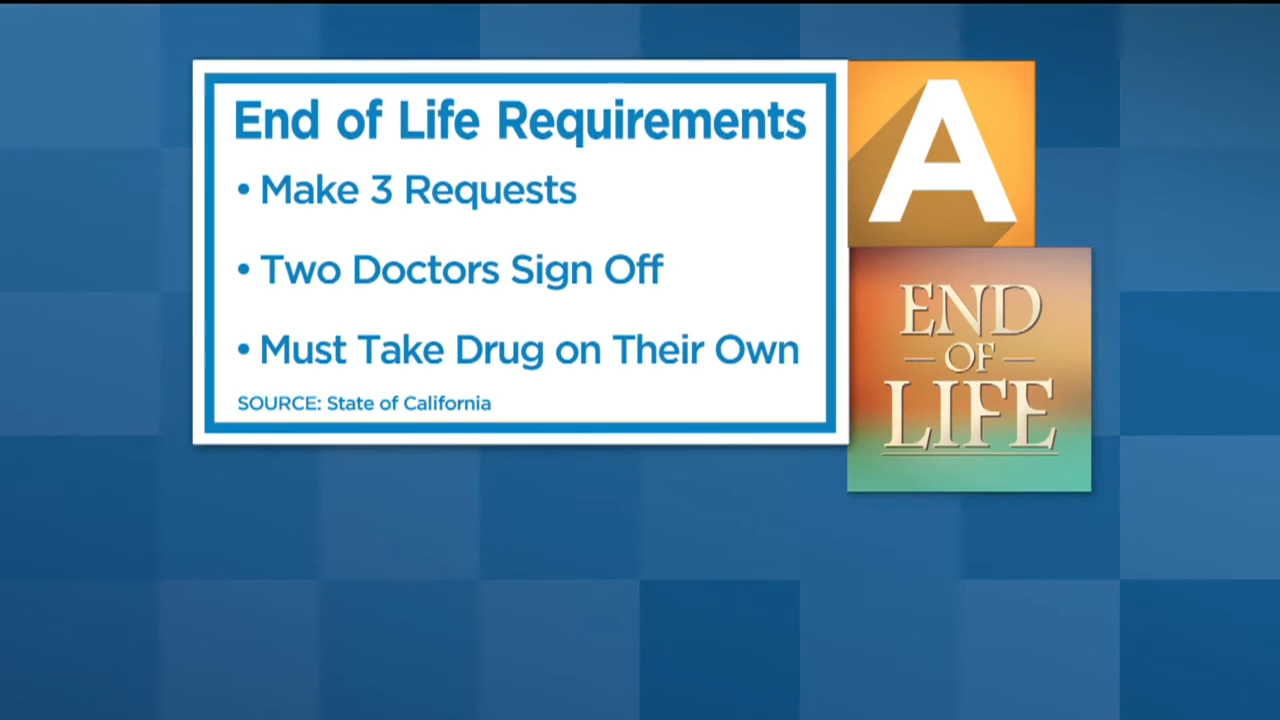 End of Life Requirements
• Make 3 Requests
• Two Doctors Sign Off
• Must Take Drug on Their Own
SOURCE: State of California
A
END
— OF —
LIFE